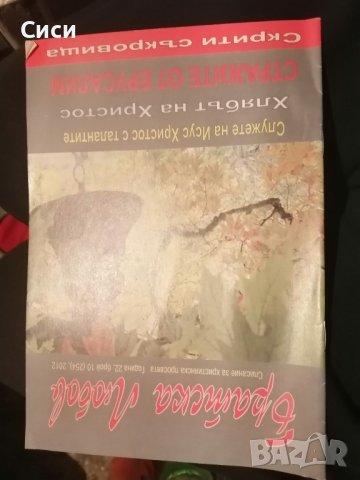 Сиси
Братска Любов
Списание за християнска просвета Година 22, брой 10 (254), 2012
Служете на Исус Христос с талантите
Хлябът на Христос
СТРАЖИТЕ ОТ ЕРУСАЛИМ
Скрити съкровища
BAZAR